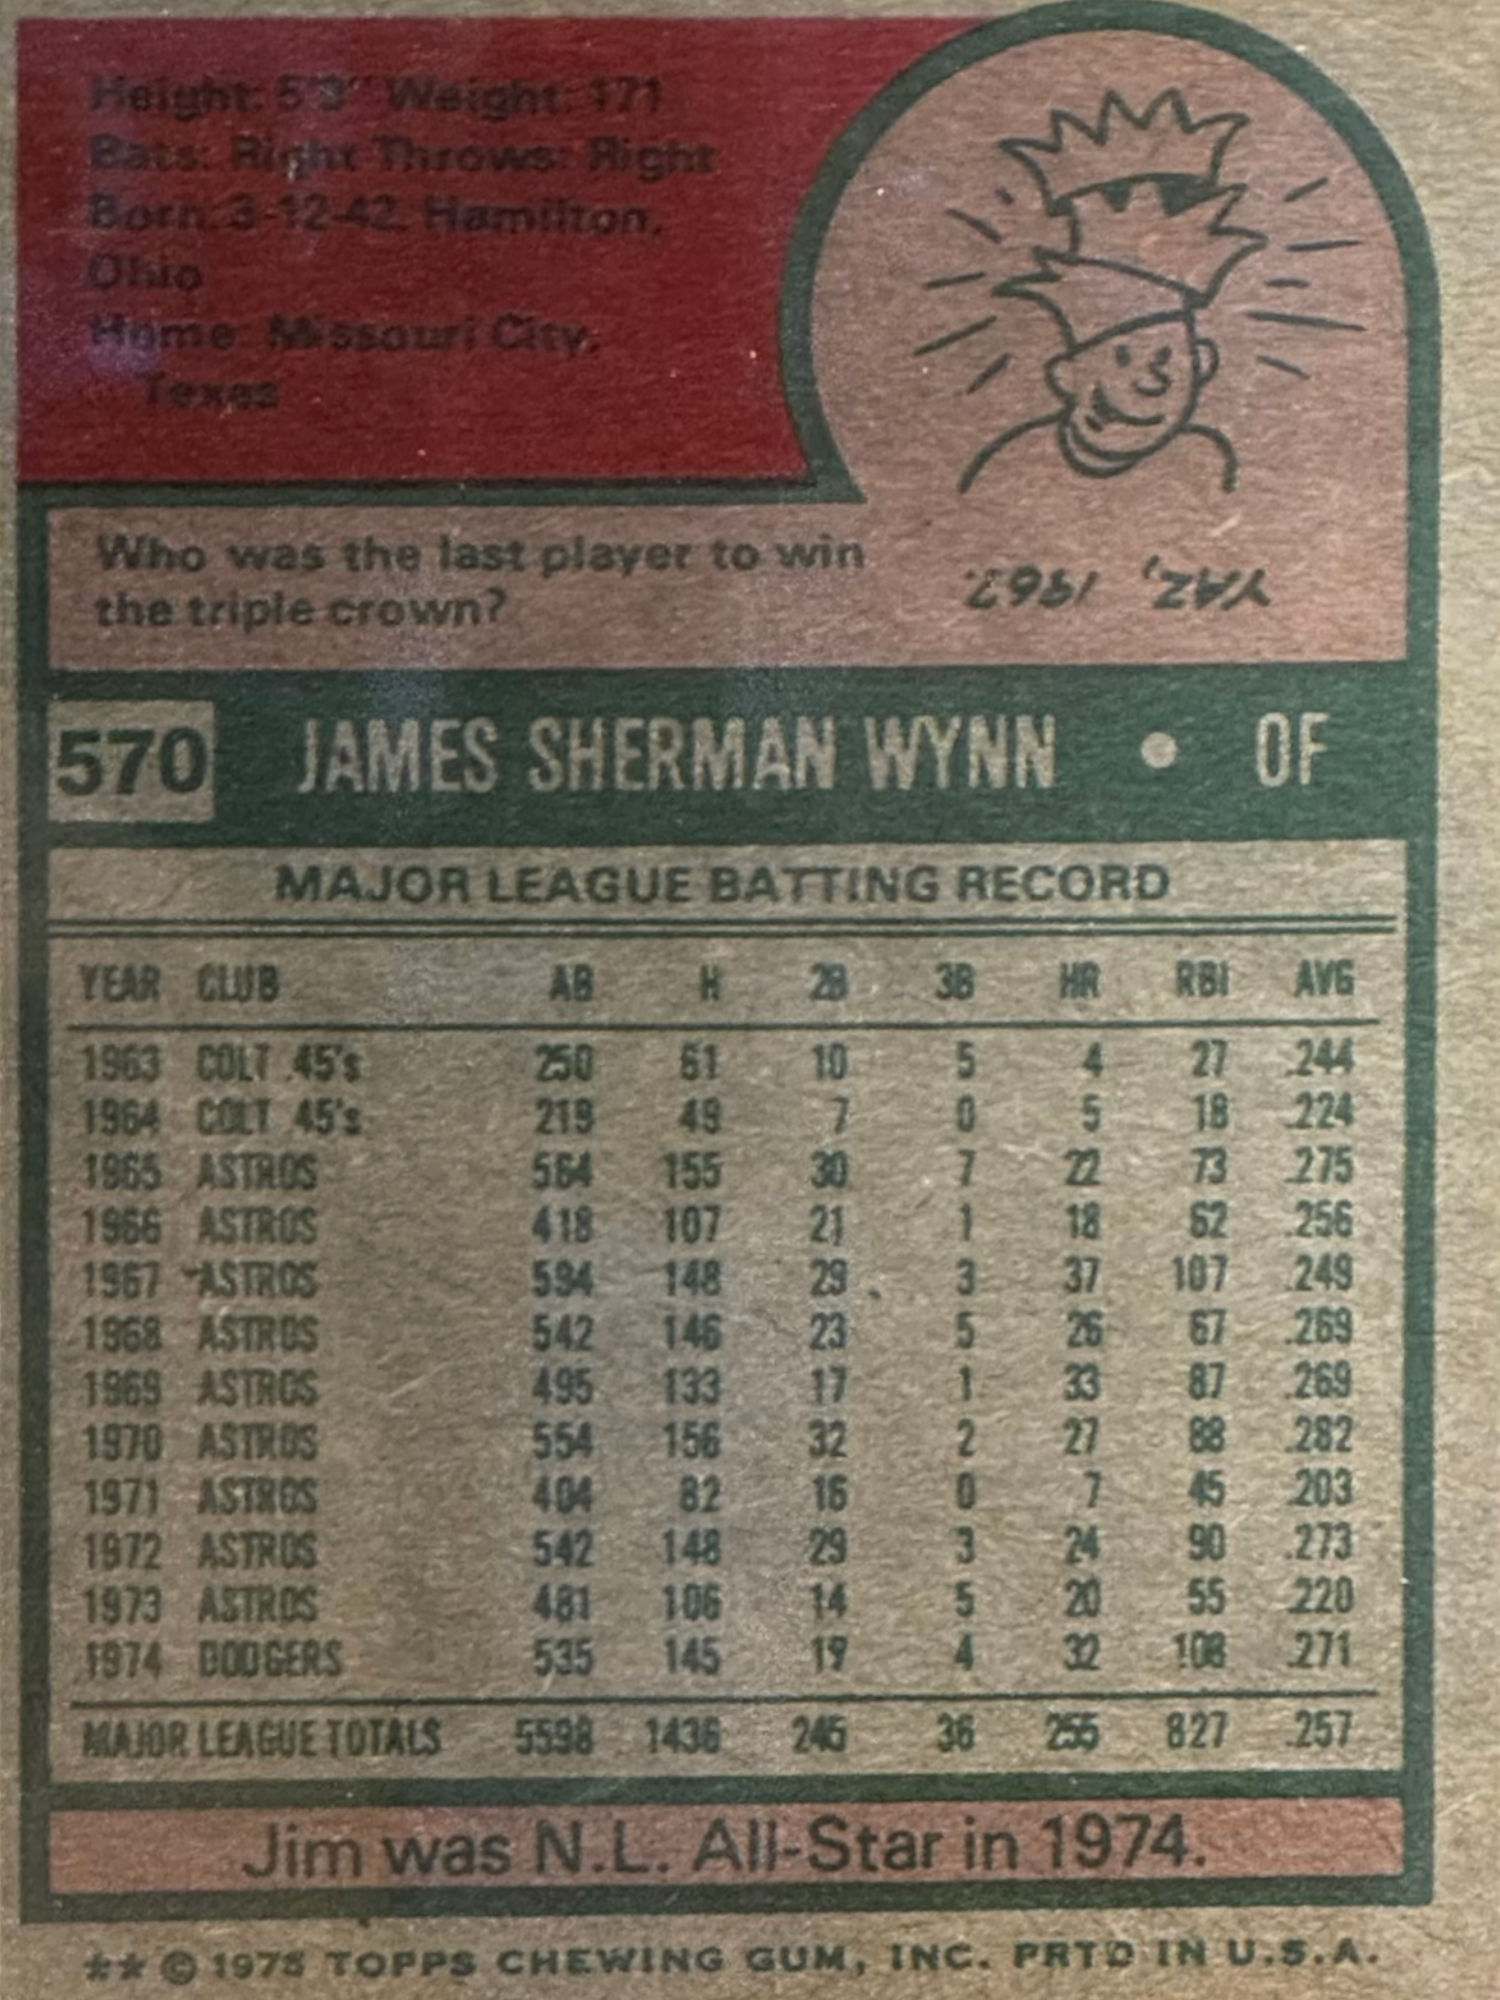 Height: Weight: 171
Bats: Right Throws: Right
Born: 3-12-42 Hamilton,
Ohio
Home: Missouri City,
Texas
Who was the last player to win
the triple crown?
YAZ, 1967.
570 JAMES SHERMAN WYNN • OF
MAJOR LEAGUE BATTING RECORD
YEAR CLUB AB H 2B 3B HR RBI AVG
1963 COLT .45's 250 61 10 5 4 27 .244
1964 COLT .45's 219 49 7 0 5 18 .224
1965 ASTROS 564 155 30 7 22 73 .275
1966 ASTROS 418 107 21 1 18 62 .256
1967 ASTROS 594 148 29 3 37 107 .249
1968 ASTROS 542 146 23 5 26 67 .269
1969 ASTROS 495 133 17 1 33 87 .269
1970 ASTROS 554 156 32 2 27 88 .282
1971 ASTROS 404 82 16 0 7 45 .203
1972 ASTROS 542 148 29 3 24 90 .273
1973 ASTROS 481 106 14 5 20 55 .220
1974 DODGERS 535 145 17 4 32 108 .271
MAJOR LEAGUE TOTALS 5598 1436 245 36 255 827 .257
Jim was N.L. All-Star in 1974.
** © 1975 TOPPS CHEWING GUM, INC. PRTD IN U.S.A.